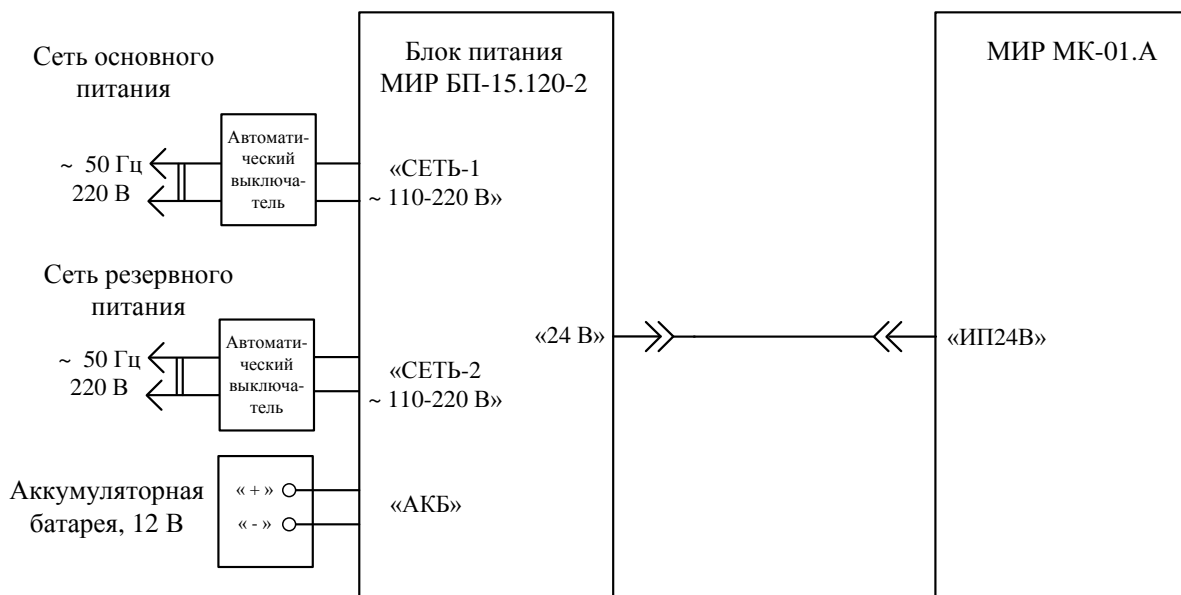 Сеть основного
питания
~ 50 Гц
220 В
Автомати-
ческий
выключа-
тель
Блок питания
МИР БП-15.120-2
«СЕТЬ-1
~ 110-220 В»
МИР МК-01.А
Сеть резервного
питания
~ 50 Гц
220 В
Автомати-
ческий
выключа-
тель
«СЕТЬ-2
~ 110-220 В»
«24 В»
«ИП24В»
Аккумуляторная
батарея, 12 В
« + »
« - »
«АКБ»